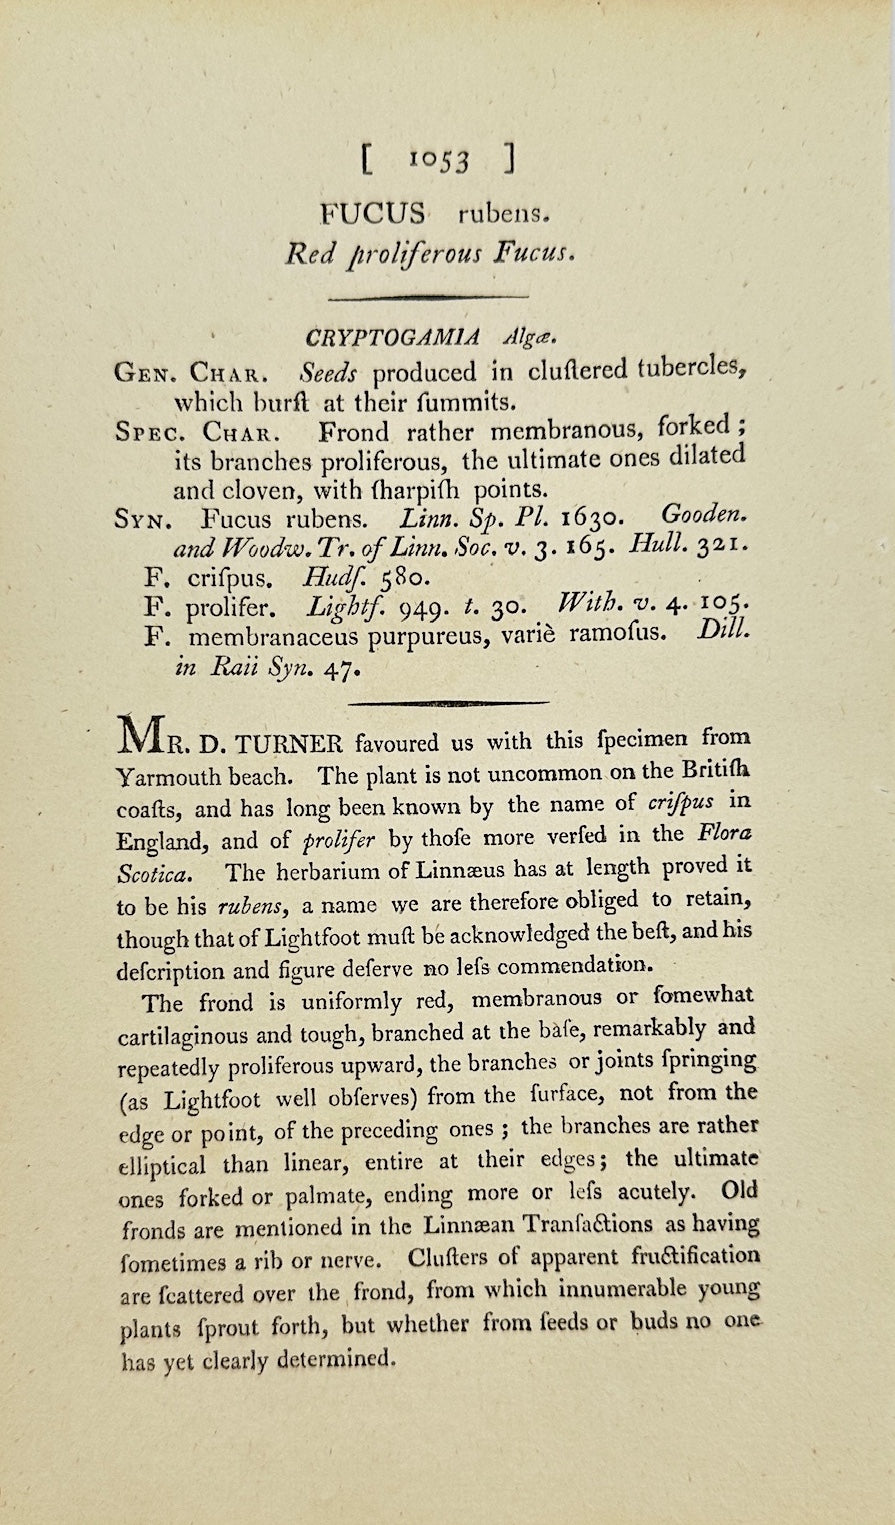 [ 1053 ]
FUCUS rubens.
Red proliferous Fucus.
CRYPTOGAMIA Algæ.
GEN. CHAR. Seeds produced in cluſtered tubercles,
which burſt at their ſummits.
SPEC. CHAR. Frond rather membranous, forked ;
its branches proliferous, the ultimate ones dilated
and cloven, with ſharpiſh points.
SYN. Fucus rubens. Linn. Sp. Pl. 1630. Gooden.
and Woodw. Tr. of Linn. Soc. v. 3. 165. Hull. 321.
F. criſpus. Hudſ. 580.
F. prolifer. Lightf. 949. t. 30. With. v. 4. 105.
F. membranaceus purpureus, variè ramoſus. Dill.
in Raii Syn. 47.
MR. D. TURNER favoured us with this ſpecimen from
Yarmouth beach. The plant is not uncommon on the Britiſh
coaſts, and has long been known by the name of criſpus in
England, and of prolifer by thoſe more verſed in the Flora
Scotica. The herbarium of Linnæus has at length proved it
to be his rubens, a name we are therefore obliged to retain,
though that of Lightfoot muſt be acknowledged the beſt, and his
deſcription and figure deſerve no leſs commendation.
The frond is uniformly red, membranous or ſomewhat
cartilaginous and tough, branched at the baſe, remarkably and
repeatedly proliferous upward, the branches or joints ſpringing
(as Lightfoot well obſerves) from the ſurface, not from the
edge or point, of the preceding ones ; the branches are rather
elliptical than linear, entire at their edges; the ultimate
ones forked or palmate, ending more or leſs acutely. Old
fronds are mentioned in the Linnæan Tranſactions as having
ſometimes a rib or nerve. Cluſters of apparent fructification
are ſcattered over the frond, from which innumerable young
plants ſprout forth, but whether from ſeeds or buds no one
has yet clearly determined.